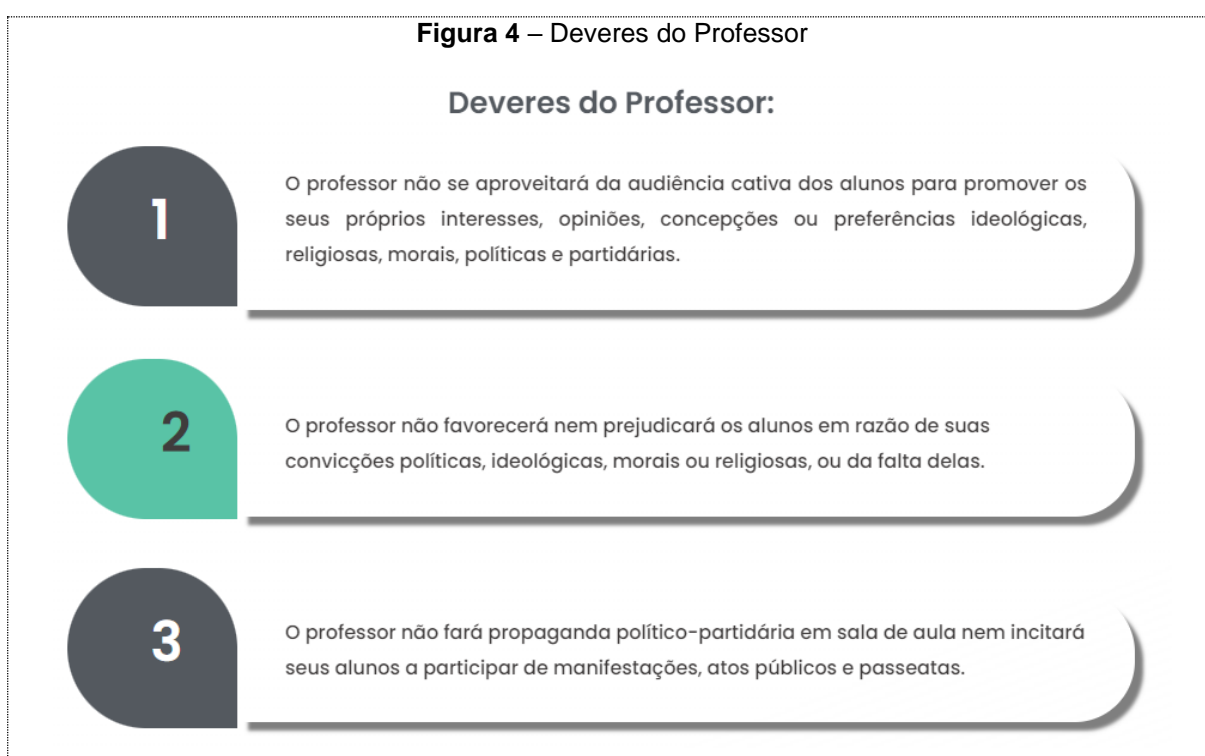 Figura 4 – Deveres do Professor
Deveres do Professor:
1
O professor não se aproveitará da audiência cativa dos alunos para promover os
seus próprios interesses, opiniões, concepções ou preferências ideológicas,
religiosas, morais, políticas e partidárias.
2
O professor não favorecerá nem prejudicará os alunos em razão de suas
convicções políticas, ideológicas, morais ou religiosas, ou da falta delas.
3
O professor não fará propaganda político-partidária em sala de aula nem incitará
seus alunos a participar de manifestações, atos públicos e passeatas.